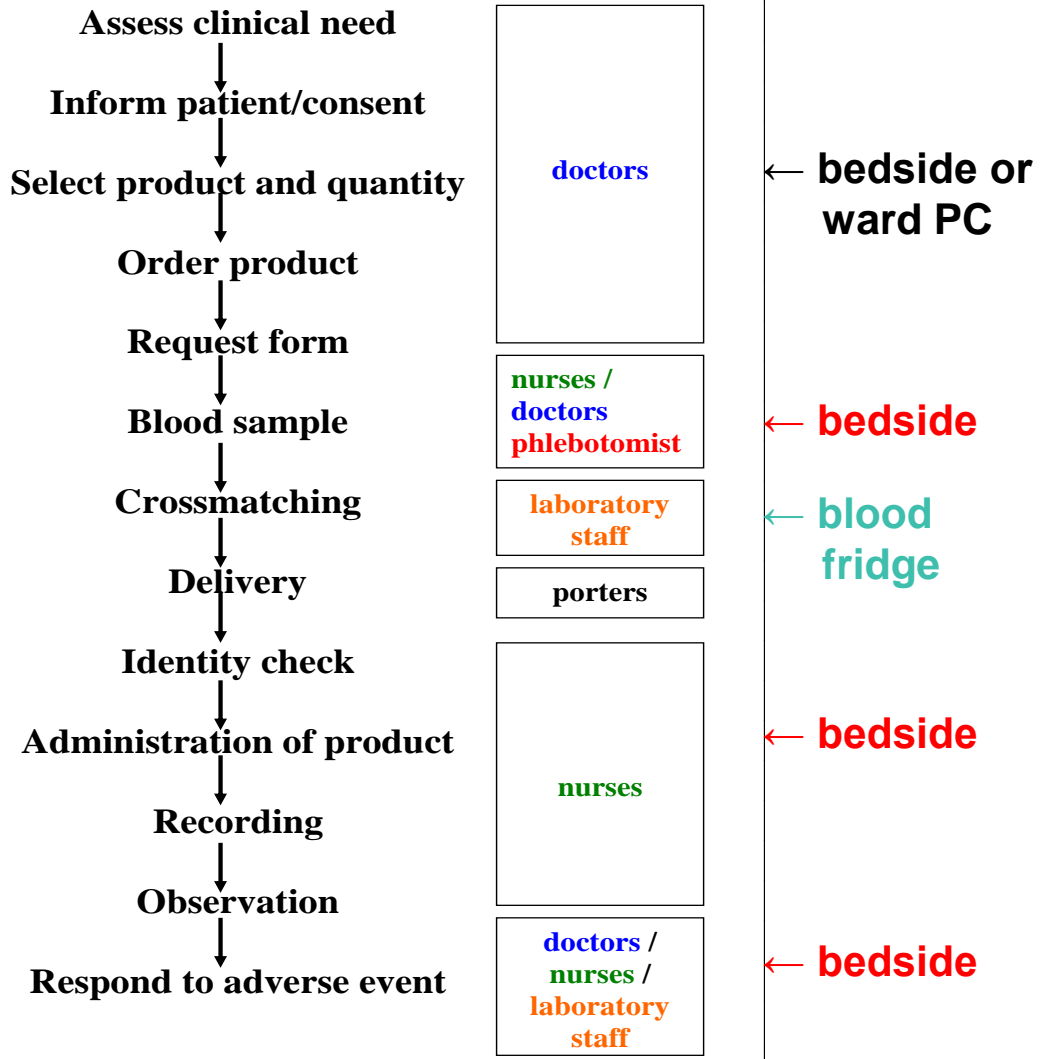 Assess clinical need
Inform patient/consent
Select product and quantity
Order product
Request form
Blood sample
Crossmatching
Delivery
Identity check
Administration of product
Recording
Observation
Respond to adverse event
doctors
nurses /
doctors
phlebotomist
laboratory
staff
porters
nurses
doctors /
nurses /
laboratory
staff
← bedside or
ward PC
← bedside
← blood
fridge
← bedside
← bedside